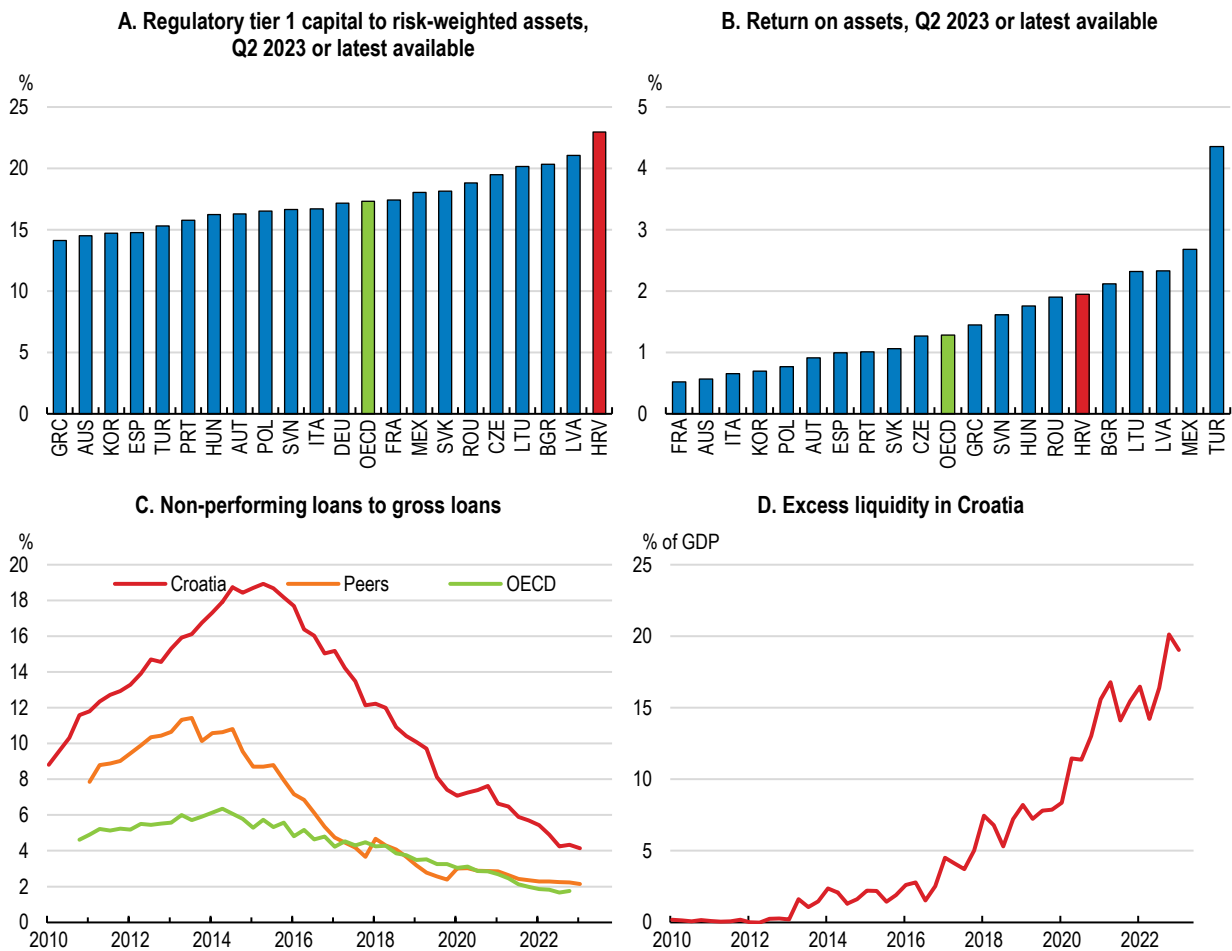 A. Regulatory tier 1 capital to risk-weighted assets,
Q2 2023 or latest available
%
25
20
15
10
5
0
GRC AUS KOR ESP TUR PRT HUN AUT POL SVN ITA DEU OECD FRA MEX SVK ROU CZE LTU BGR LVA HRV
B. Return on assets, Q2 2023 or latest available
%
5
4
3
2
1
0
FRA AUS ITA KOR POL AUT ESP PRT SVK CZE OECD GRC SVN HUN ROU HRV BGR LTU LVA MEX TUR
C. Non-performing loans to gross loans
%
20
18
16
14
12
10
8
6
4
2
0
Croatia Peers OECD
2010 2012 2014 2016 2018 2020 2022
D. Excess liquidity in Croatia
% of GDP
25
20
15
10
5
0
2010 2012 2014 2016 2018 2020 2022